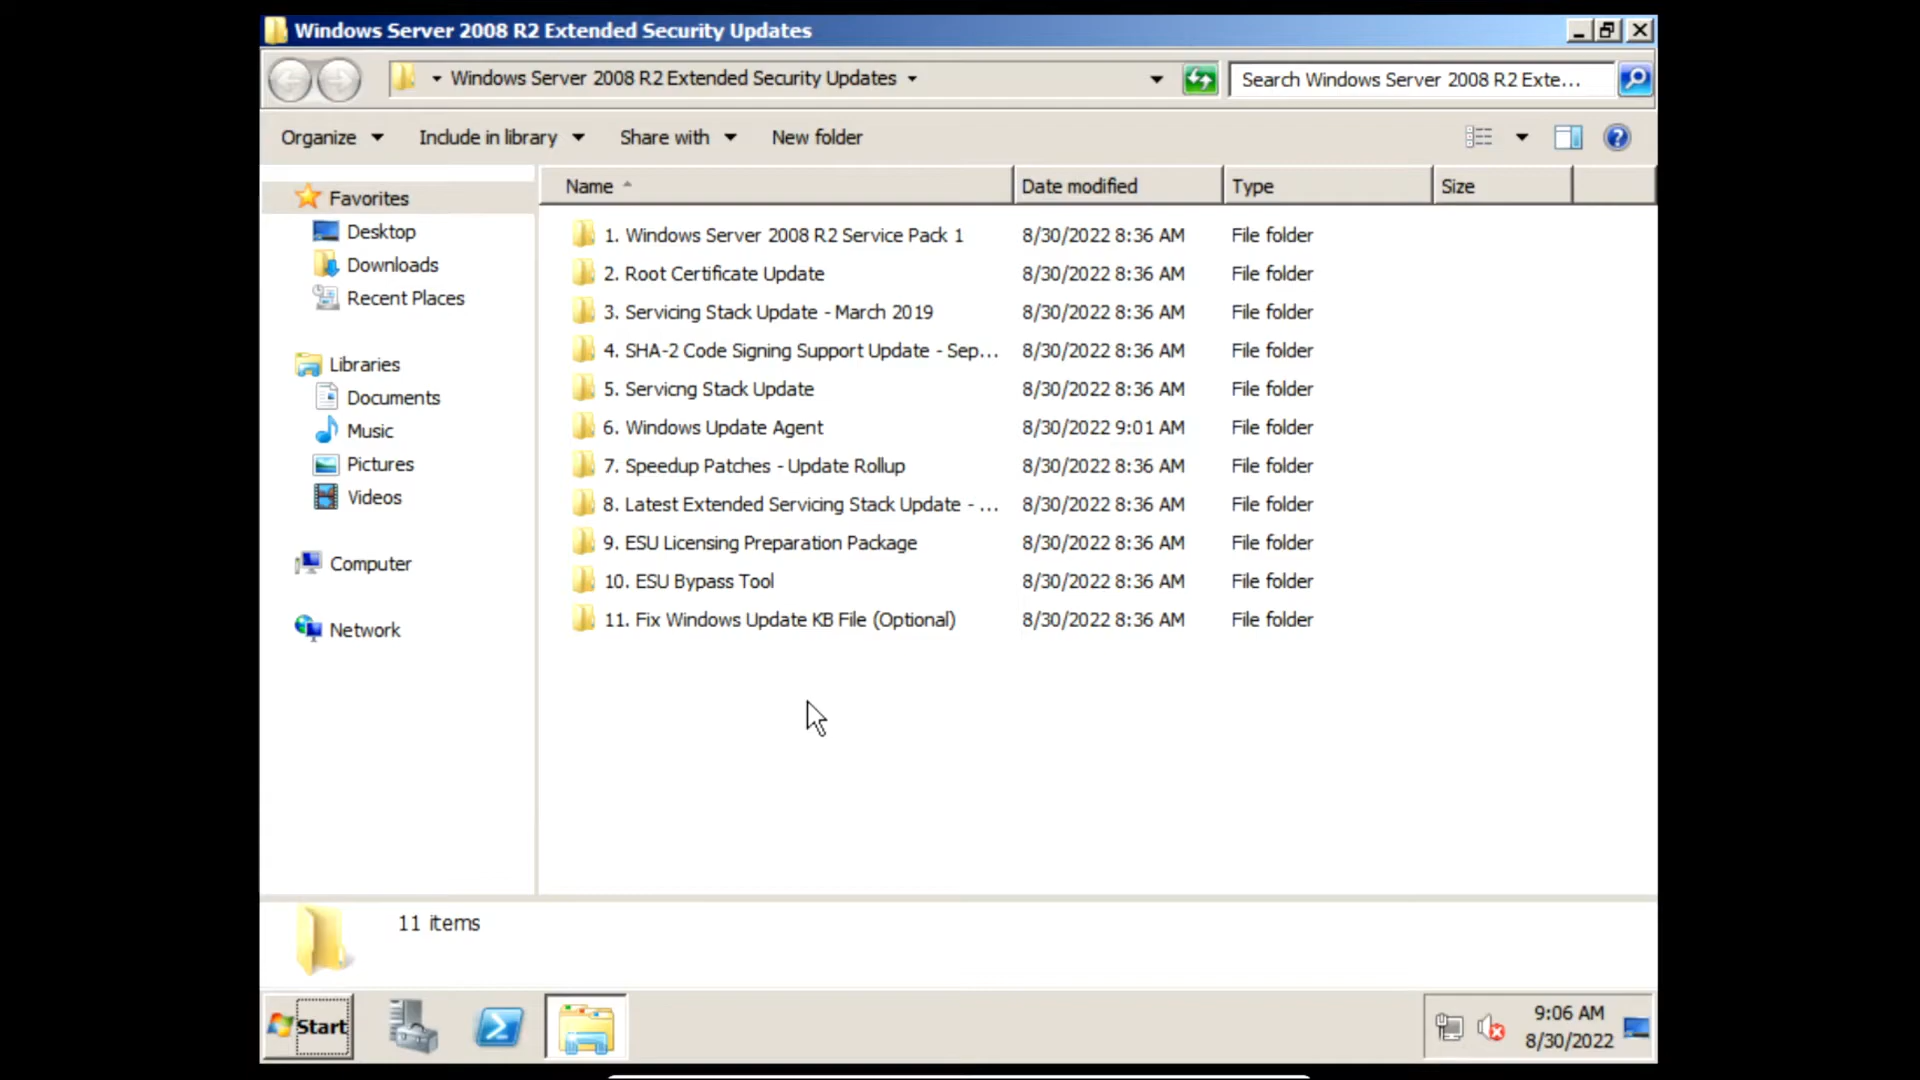 Windows Server 2008 R2 Extended Security Updates
Windows Server 2008 R2 Extended Security Updates
Search Windows Server 2008 R2 Exte...
Organize Include in library Share with New folder
Name Date modified Type Size
Favorites
Desktop
Downloads
Recent Places
Libraries
Documents
Music
Pictures
Videos
Computer
Network
1. Windows Server 2008 R2 Service Pack 1 8/30/2022 8:36 AM File folder
2. Root Certificate Update 8/30/2022 8:36 AM File folder
3. Servicing Stack Update - March 2019 8/30/2022 8:36 AM File folder
4. SHA-2 Code Signing Support Update - Sep... 8/30/2022 8:36 AM File folder
5. Servicng Stack Update 8/30/2022 8:36 AM File folder
6. Windows Update Agent 8/30/2022 9:01 AM File folder
7. Speedup Patches - Update Rollup 8/30/2022 8:36 AM File folder
8. Latest Extended Servicing Stack Update - ... 8/30/2022 8:36 AM File folder
9. ESU Licensing Preparation Package 8/30/2022 8:36 AM File folder
10. ESU Bypass Tool 8/30/2022 8:36 AM File folder
11. Fix Windows Update KB File (Optional) 8/30/2022 8:36 AM File folder
11 items
Start
9:06 AM
8/30/2022